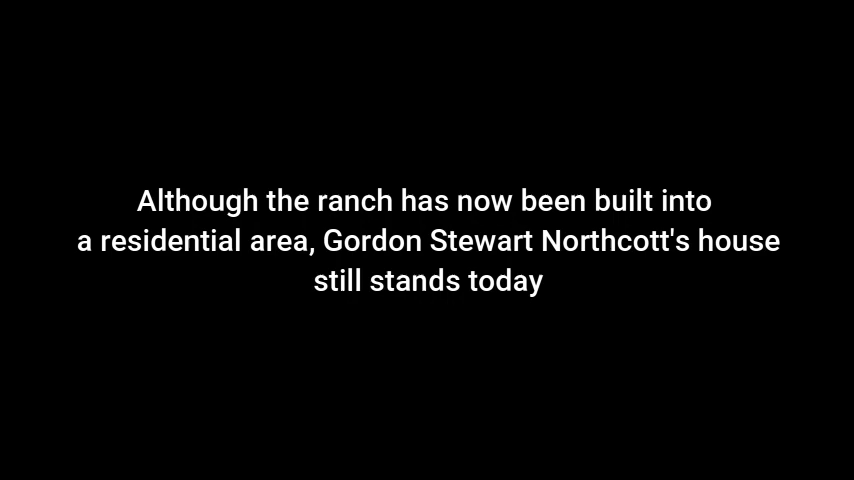 Although the ranch has now been built into
a residential area, Gordon Stewart Northcott's house
still stands today